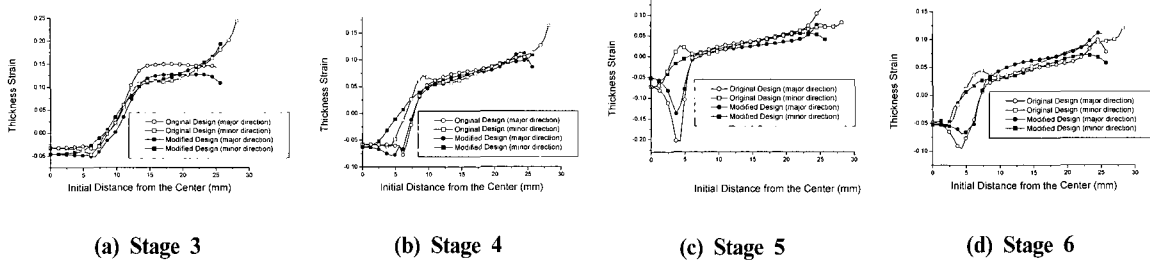 Thickness Strain
0.25
0.20
0.15
0.10
0.05
0.00
-0.05
0 5 10 15 20 25 30
Initial Distance from the Center (mm)
Original Design (major direction)
Original Design (minor direction)
Modified Design (major direction)
Modified Design (minor direction)
(a) Stage 3
Thickness Strain
0.15
0.10
0.05
0.00
-0.05
-0.10
0 5 10 15 20 25 30
Initial Distance from the Center (mm)
Original Design (major direction)
Original Design (minor direction)
Modified Design (major direction)
Modified Design (minor direction)
(b) Stage 4
Thickness Strain
0.10
0.05
0.00
-0.05
-0.10
-0.15
-0.20
0 5 10 15 20 25 30
Initial Distance from the Center (mm)
Original Design (major direction)
Original Design (minor direction)
Modified Design (major direction)
Modified Design (minor direction)
(c) Stage 5
Thickness Strain
0.15
0.10
0.05
0.00
-0.05
-0.10
0 5 10 15 20 25 30
Initial Distance from the Center (mm)
Original Design (major direction)
Original Design (minor direction)
Modified Design (major direction)
Modified Design (minor direction)
(d) Stage 6